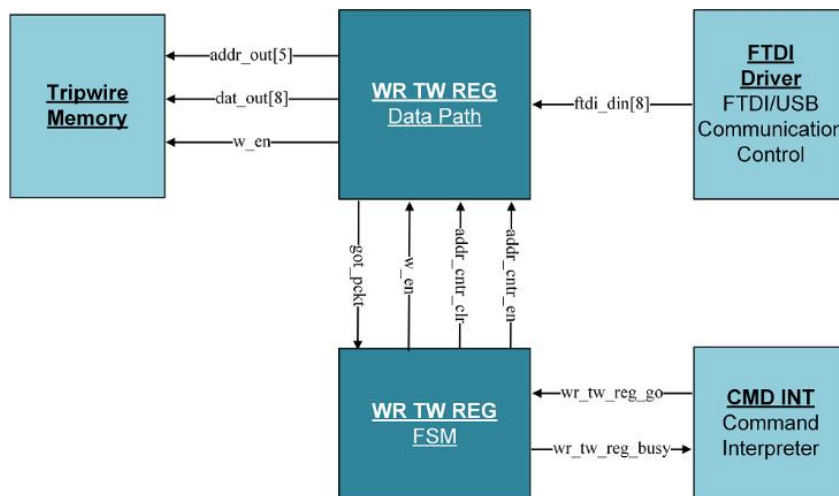 Tripwire
Memory
addr_out[5]
dat_out[8]
w_en
WR TW REG
Data Path
ftdi_din[8]
FTDI
Driver
FTDI/USB
Communication
Control
got_pckt
w_en
addr_cntr_clr
addr_cntr_en
WR TW REG
FSM
wr_tw_reg_go
wr_tw_reg_busy
CMD INT
Command
Interpreter